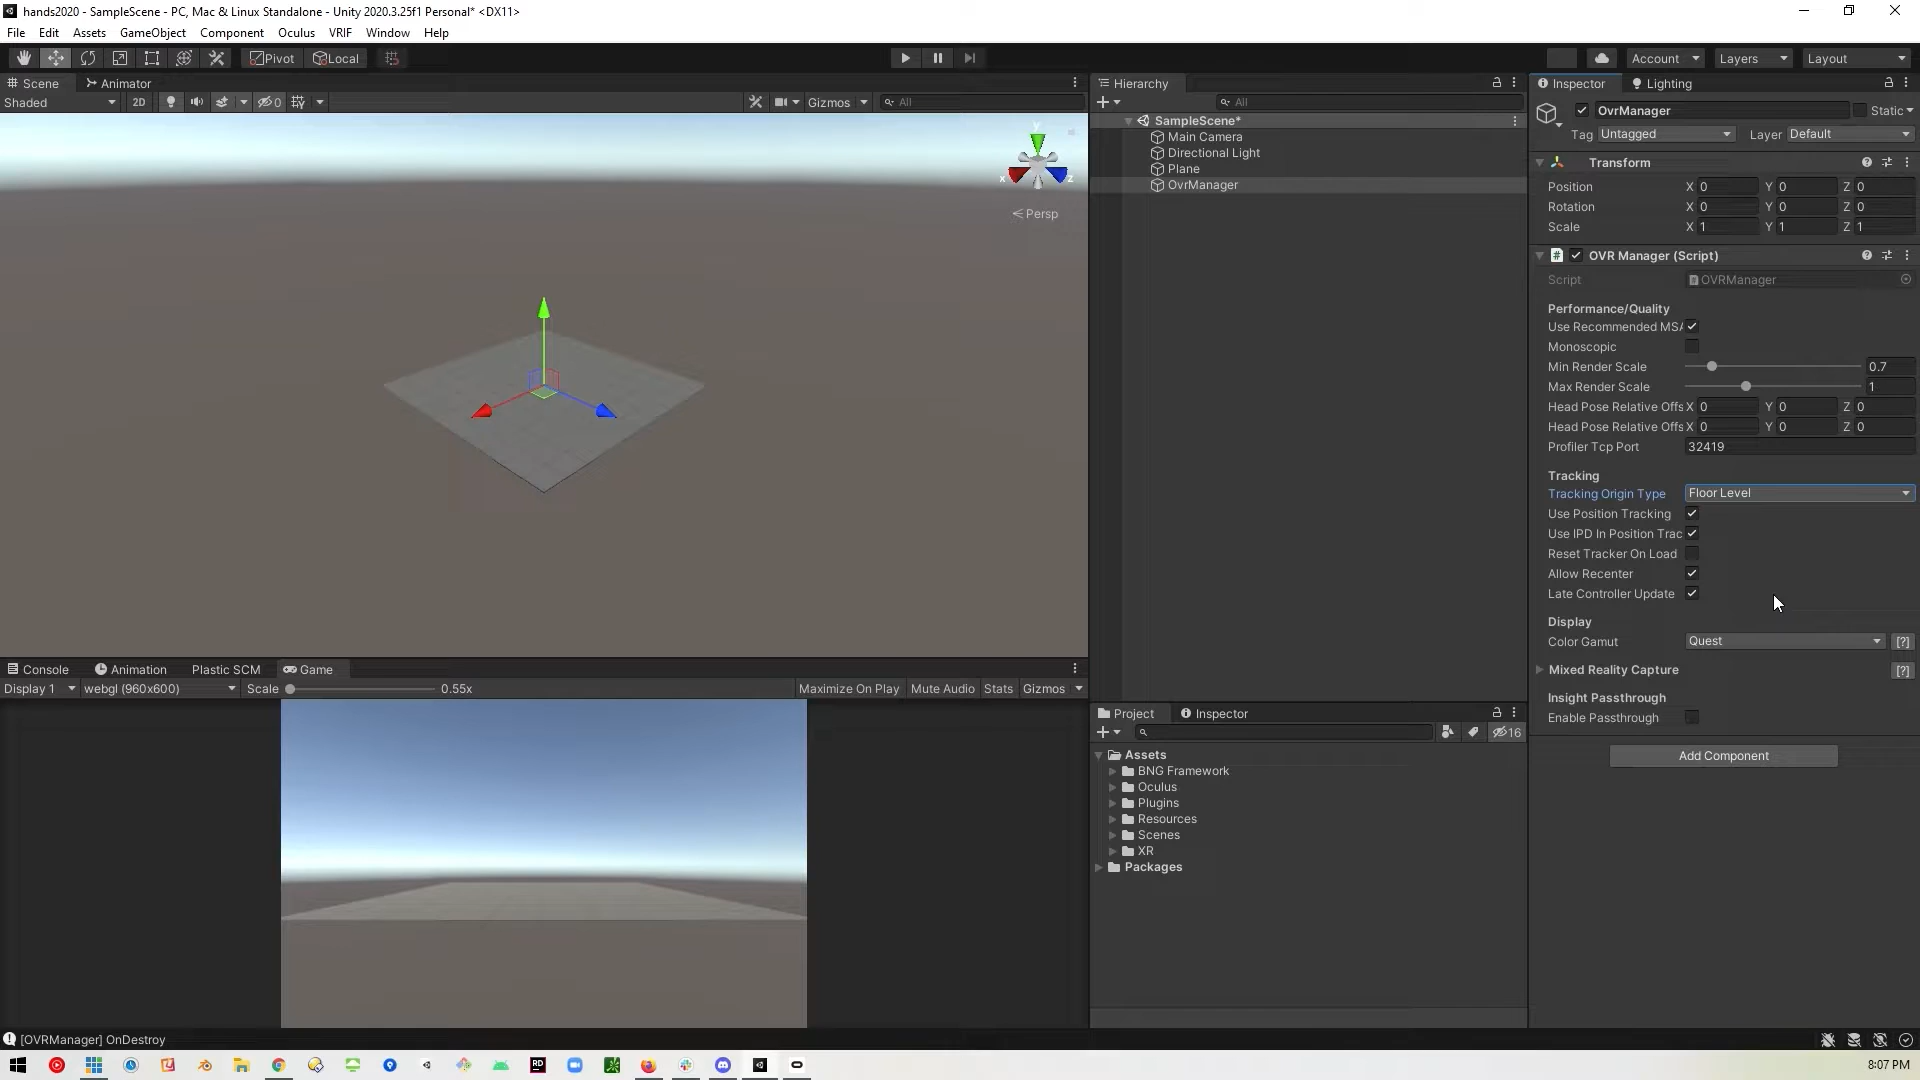 hands2020 - SampleScene - PC, Mac & Linux Standalone - Unity 2020.3.25f1 Personal* <DX11>
File Edit Assets GameObject Component Oculus VRIF Window Help
Pivot Local Account Layers Layout
Scene Animator
Shaded 2D 0 Gizmos All
y
x z
Persp
Console Animation Plastic SCM Game
Display 1 webgl (960x600) Scale 0.55x Maximize On Play Mute Audio Stats Gizmos
Hierarchy
All
SampleScene*
Main Camera
Directional Light
Plane
OvrManager
Project Inspector
16
Assets
BNG Framework
Oculus
Plugins
Resources
Scenes
XR
Packages
Inspector Lighting
OvrManager Static
Tag Untagged Layer Default
Transform
Position X 0 Y 0 Z 0
Rotation X 0 Y 0 Z 0
Scale X 1 Y 1 Z 1
# OVR Manager (Script)
Script OVRManager
Performance/Quality
Use Recommended MSA
Monoscopic
Min Render Scale 0.7
Max Render Scale 1
Head Pose Relative Offs X 0 Y 0 Z 0
Head Pose Relative Offs X 0 Y 0 Z 0
Profiler Tcp Port 32419
Tracking
Tracking Origin Type Floor Level
Use Position Tracking
Use IPD In Position Trac
Reset Tracker On Load
Allow Recenter
Late Controller Update
Display
Color Gamut Quest [?]
Mixed Reality Capture [?]
Insight Passthrough
Enable Passthrough
Add Component
[OVRManager] OnDestroy
RD
8:07 PM